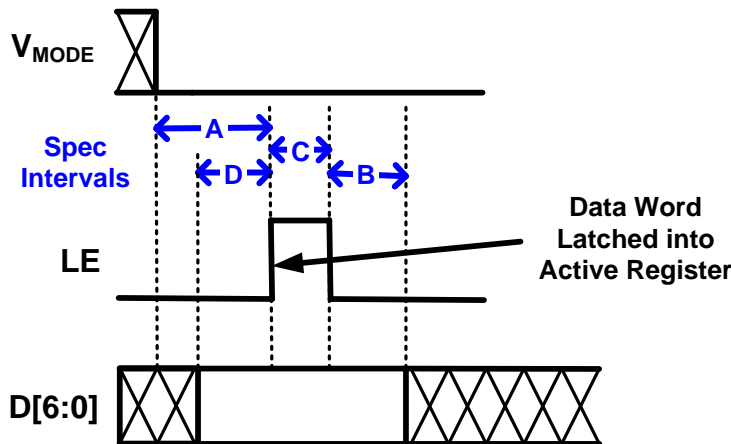 VMODE
Spec
Intervals
A
C
D
B
LE
Data Word
Latched into
Active Register
D[6:0]